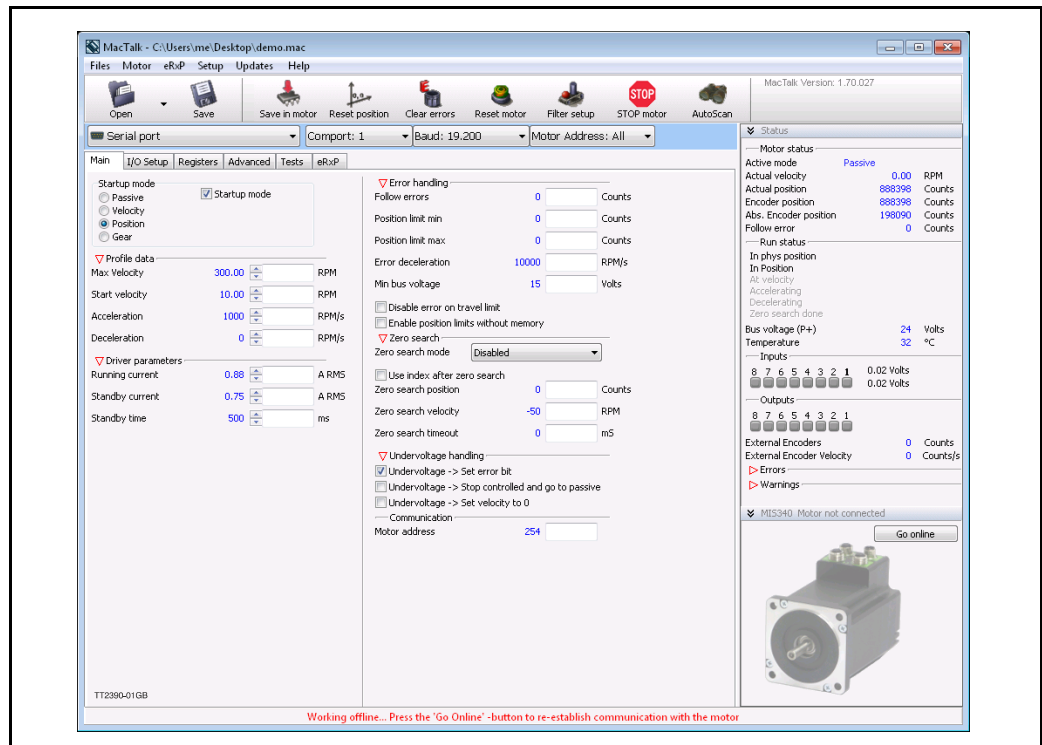 MacTalk - C:\Users\me\Desktop\demo.mac
Files Motor eRxP Setup Updates Help
Open Save Save in motor Reset position Clear errors Reset motor Filter setup STOP motor AutoScan
STOP
MacTalk Version: 1.70.027
Serial port Comport: 1 Baud: 19.200 Motor Address: All
Main I/O Setup Registers Advanced Tests eRxP
Startup mode
Passive
Velocity
Position
Gear
Startup mode
Profile data
Max Velocity 300.00 RPM
Start velocity 10.00 RPM
Acceleration 1000 RPM/s
Deceleration 0 RPM/s
Driver parameters
Running current 0.88 A RMS
Standby current 0.75 A RMS
Standby time 500 ms
Error handling
Follow errors 0 Counts
Position limit min 0 Counts
Position limit max 0 Counts
Error deceleration 10000 RPM/s
Min bus voltage 15 Volts
Disable error on travel limit
Enable position limits without memory
Zero search
Zero search mode Disabled
Use index after zero search
Zero search position 0 Counts
Zero search velocity -50 RPM
Zero search timeout 0 mS
Undervoltage handling
Undervoltage -> Set error bit
Undervoltage -> Stop controlled and go to passive
Undervoltage -> Set velocity to 0
Communication
Motor address 254
Status
Motor status
Active mode Passive
Actual velocity 0.00 RPM
Actual position 888398 Counts
Encoder position 888398 Counts
Abs. Encoder position 198090 Counts
Follow error 0 Counts
Run status
In phys position
In Position
At velocity
Accelerating
Decelerating
Zero search done
Bus voltage (P+) 24 Volts
Temperature 32 °C
Inputs
8 7 6 5 4 3 2 1 0.02 Volts
0.02 Volts
Outputs
8 7 6 5 4 3 2 1
External Encoders 0 Counts
External Encoder Velocity 0 Counts/s
Errors
Warnings
MIS340 Motor not connected
Go online
TT2390-01GB
Working offline... Press the 'Go Online' -button to re-establish communication with the motor